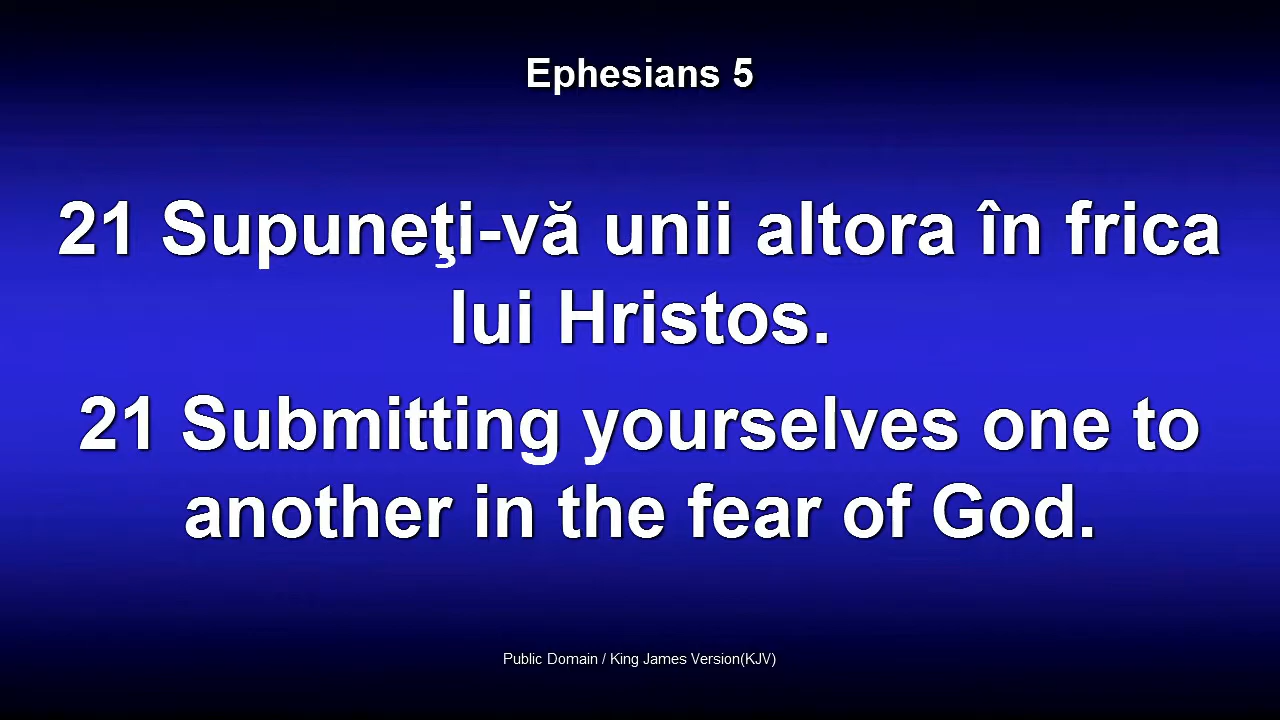 Ephesians 5
21 Supuneţi-vă unii altora în frica
lui Hristos.
21 Submitting yourselves one to
another in the fear of God.
Public Domain / King James Version(KJV)